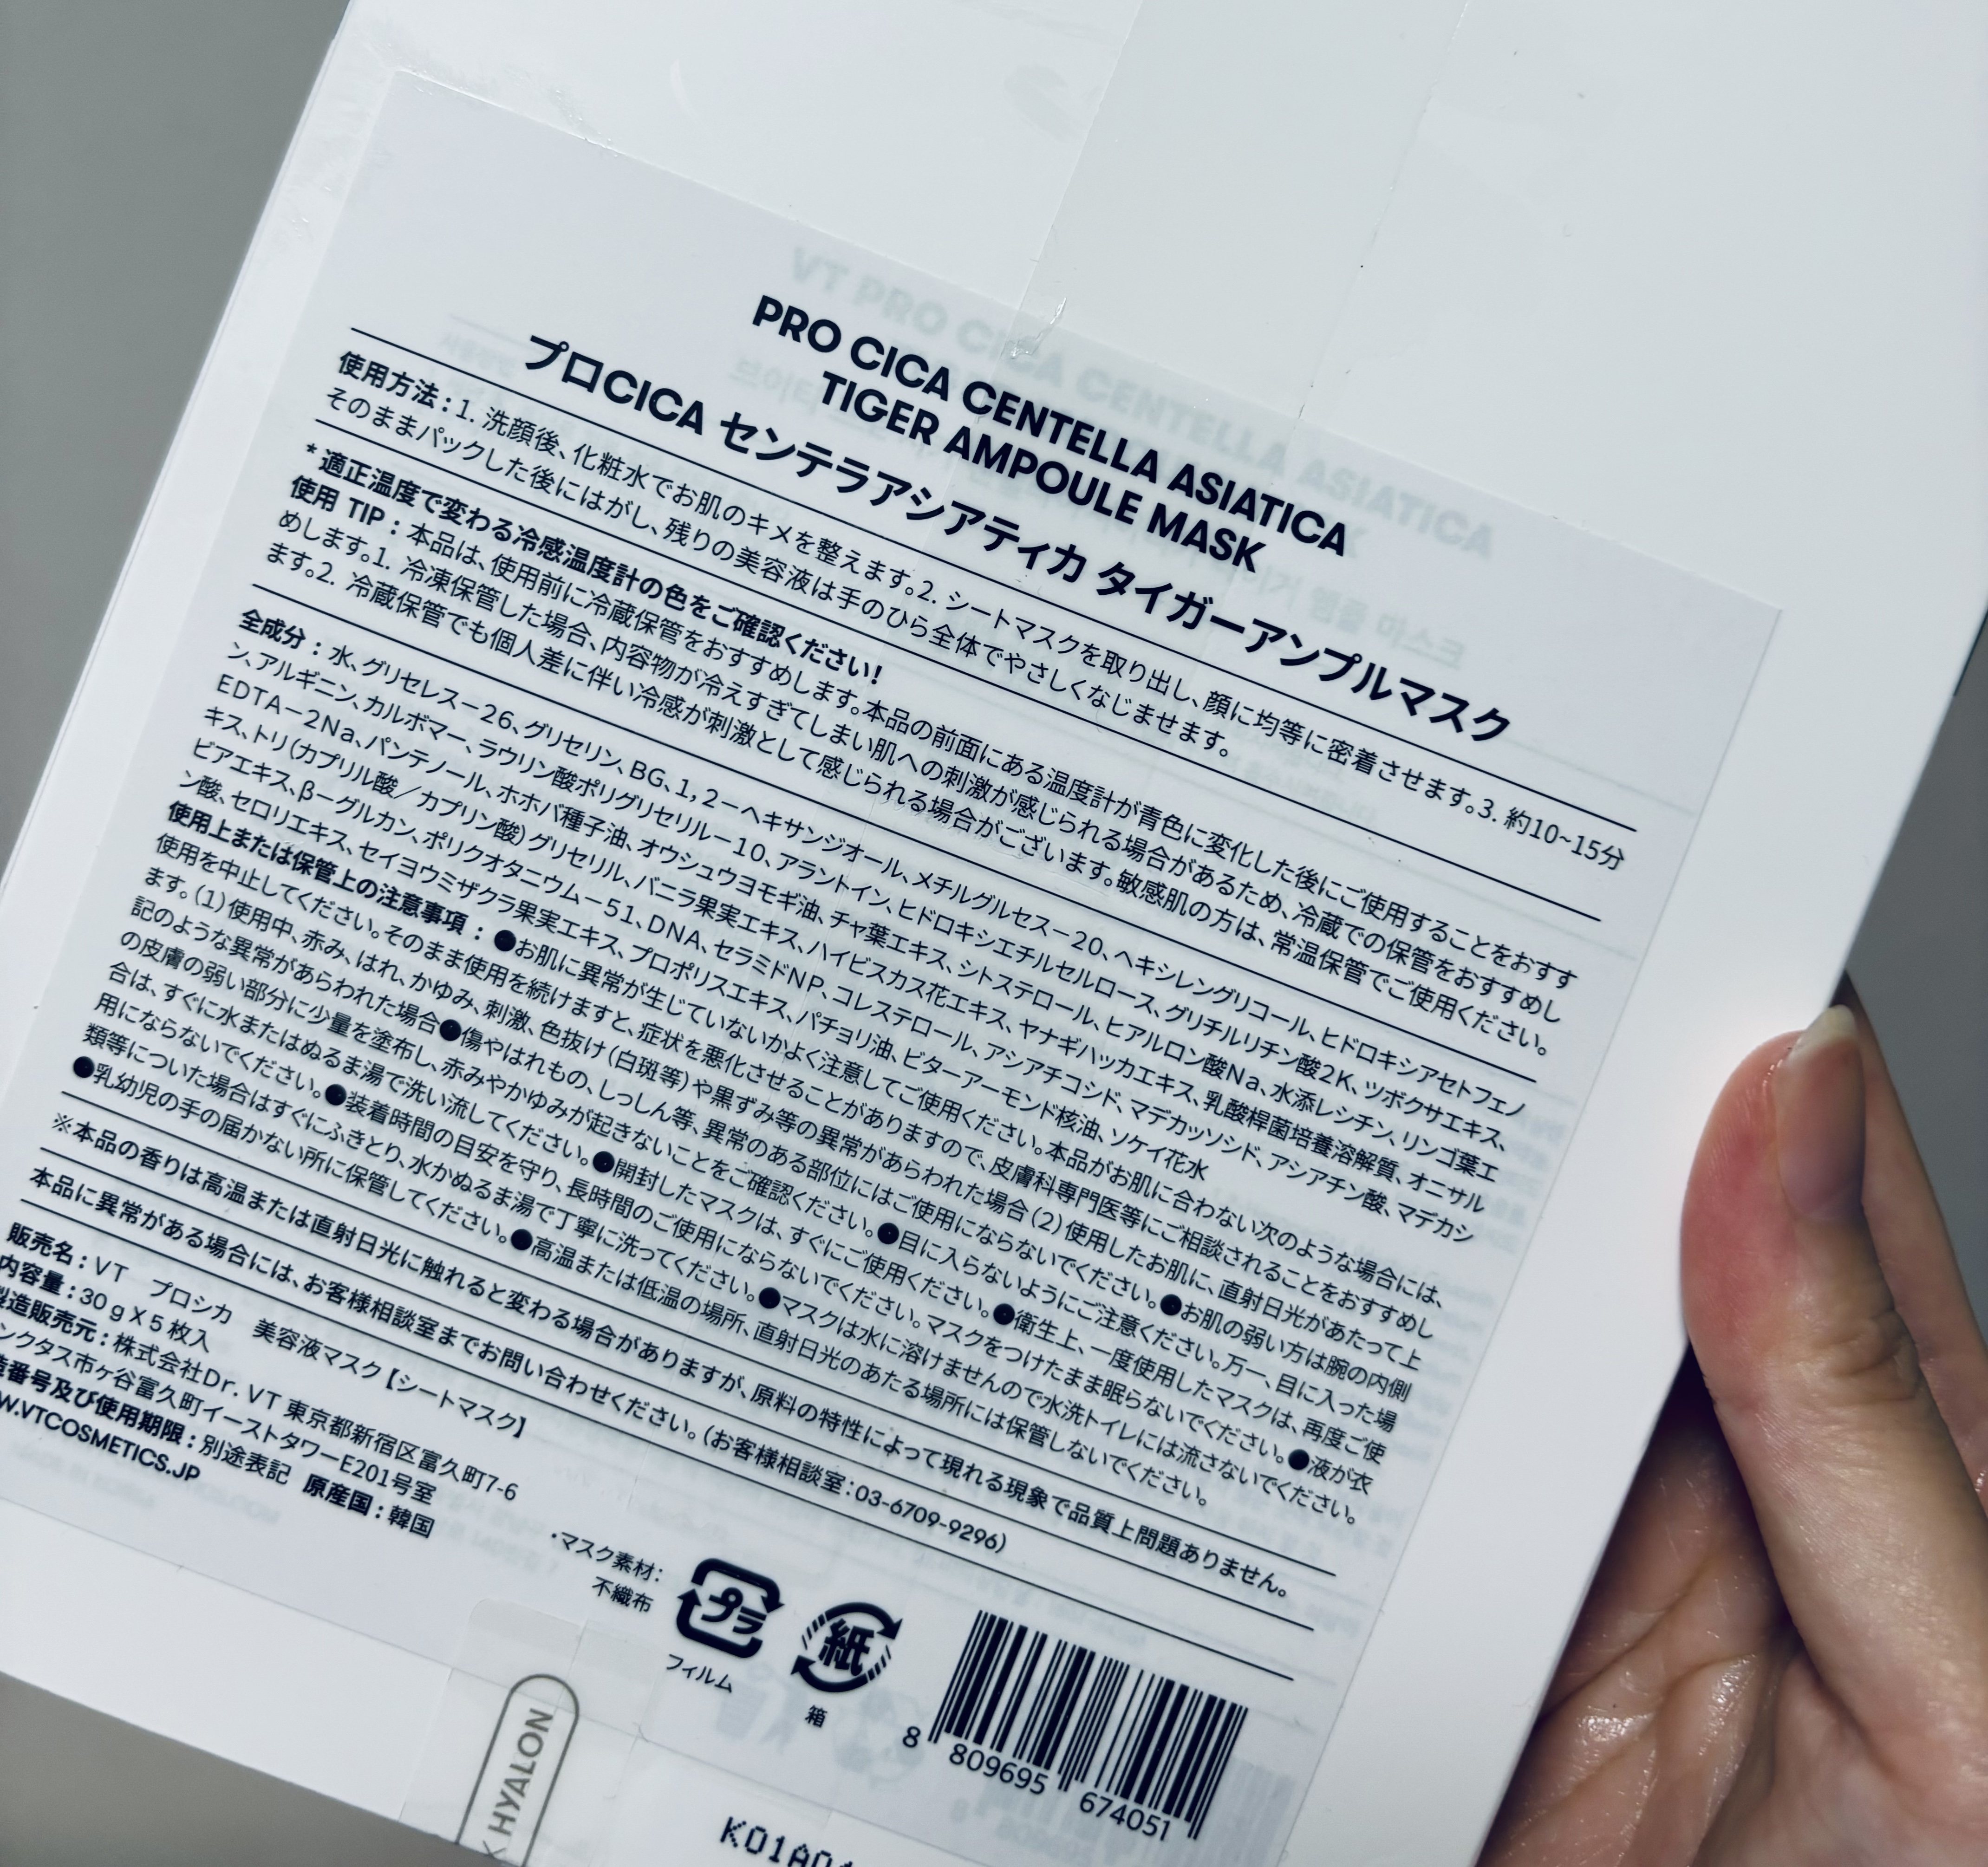 PRO CICA CENTELLA ASIATICA
TIGER AMPOULE MASK
プロCICA センテラアシアティカ タイガーアンプルマスク
使用方法：1. 洗顔後、化粧水でお肌のキメを整えます。2. シートマスクを取り出し、顔に均等に密着させます。3. 約10~15分
そのままパックした後にはがし、残りの美容液は手のひら全体でやさしくなじませます。
* 適正温度で変わる冷感温度計の色をご確認ください！
使用 TIP：本品は、使用前に冷蔵保管をおすすめします。本品の前面にある温度計が青色に変化した後にご使用することをおすす
めします。1. 冷凍保管した場合、内容物が冷えすぎてしまい肌への刺激が感じられる場合があるため、冷蔵での保管をおすすめし
ます。2. 冷蔵保管でも個人差に伴い冷感が刺激として感じられる場合がございます。敏感肌の方は、常温保管でご使用ください。
全成分：水、グリセレス－26、グリセリン、BG、1，2－ヘキサンジオール、メチルグルセス－20、ヘキシレングリコール、ヒドロキシアセトフェノ
ン、アルギニン、カルボマー、ラウリン酸ポリグリセリル－10、アラントイン、ヒドロキシエチルセルロース、グリチルリチン酸2K、ツボクサエキス、
EDTA－2Na、パンテノール、ホホバ種子油、オウシュウヨモギ油、チャ葉エキス、シトステロール、ヒアルロン酸Na、水添レシチン、リンゴ葉エ
キス、トリ（カプリル酸／カプリン酸）グリセリル、バニラ果実エキス、ハイビスカス花エキス、ヤナギハッカエキス、乳酸桿菌培養溶解質、オニサル
ビアエキス、β－グルカン、ポリクオタニウム－51、DNA、セラミドNP、コレステロール、アシアチコシド、マデカッソシド、アシアチン酸、マデカシ
ン酸、セロリエキス、セイヨウミザクラ果実エキス、プロポリスエキス、パチョリ油、ビターアーモンド核油、ソケイ花水
使用上または保管上の注意事項：●お肌に異常が生じていないかよく注意してご使用ください。本品がお肌に合わない次のような場合には、
使用を中止してください。そのまま使用を続けますと、症状を悪化させることがありますので、皮膚科専門医等にご相談されることをおすすめし
ます。（1）使用中、赤み、はれ、かゆみ、刺激、色抜け（白斑等）や黒ずみ等の異常があらわれた場合（2）使用したお肌に、直射日光があたって上
記のような異常があらわれた場合●傷やはれもの、しっしん等、異常のある部位にはご使用にならないでください。●お肌の弱い方は腕の内側
の皮膚の弱い部分に少量を塗布し、赤みやかゆみが起きないことをご確認ください。●目に入らないようにご注意ください。万一、目に入った場
合は、すぐに水またはぬるま湯で洗い流してください。●開封したマスクは、すぐにご使用ください。●衛生上、一度使用したマスクは、再度ご使
用にならないでください。●装着時間の目安を守り、長時間のご使用にならないでください。マスクをつけたまま眠らないでください。●液が衣
類等についた場合はすぐにふきとり、水かぬるま湯で丁寧に洗ってください。●マスクは水に溶けませんので水洗トイレには流さないでください。
●乳幼児の手の届かない所に保管してください。●高温または低温の場所、直射日光のあたる場所には保管しないでください。
※本品の香りは高温または直射日光に触れると変わる場合がありますが、原料の特性によって現れる現象で品質上問題ありません。
本品に異常がある場合には、お客様相談室までお問い合わせください。（お客様相談室：03-6709-9296）
販売名：VT プロシカ 美容液マスク【シートマスク】
内容量：30g X 5 枚入
製造販売元：株式会社Dr. VT 東京都新宿区富久町7-6
ンクタス市ヶ谷富久町イーストタワーE201号室
番号及び使用期限：別途表記 原産国：韓国
W.VTCOSMETICS.JP
・マスク素材：
不織布
プラ
フィルム
紙
箱
8 809695 674051
HYALON
K01A0